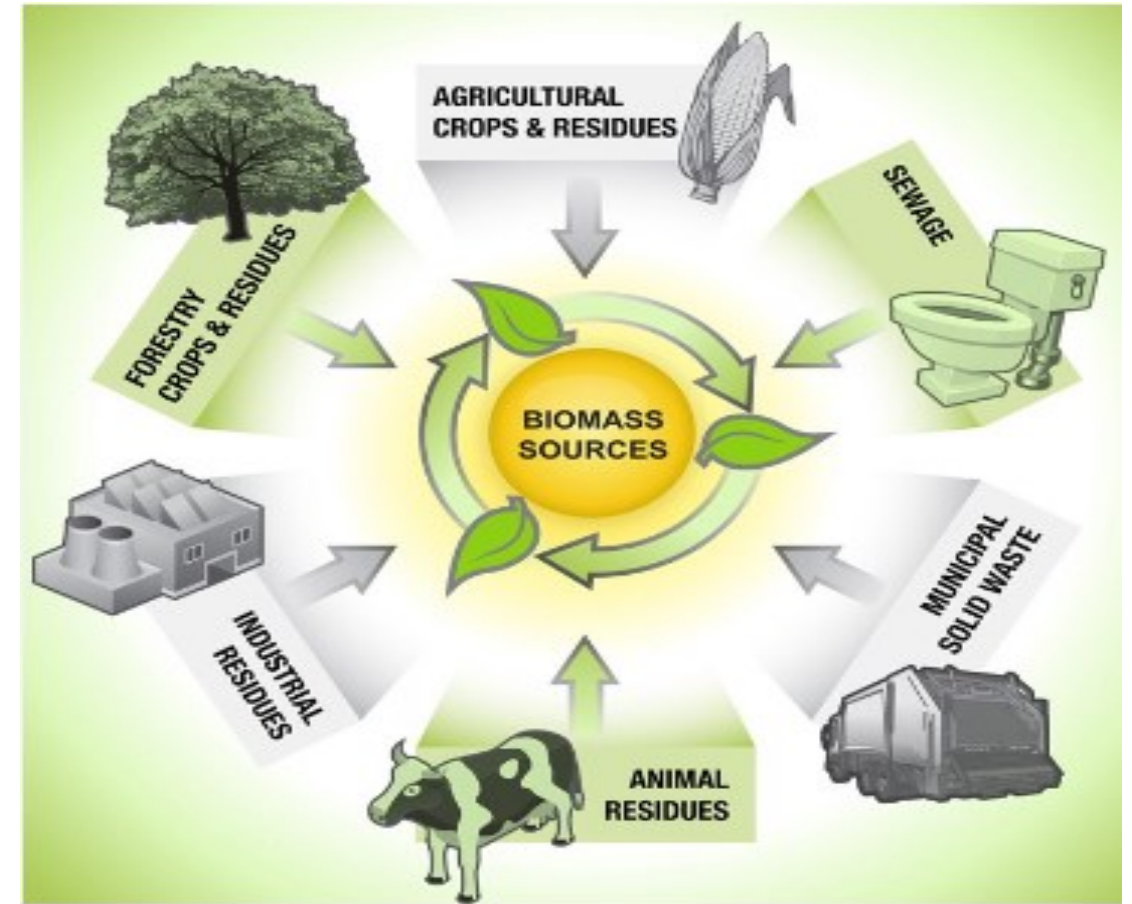 AGRICULTURAL
CROPS & RESIDUES
SEWAGE
FORESTRY
CROPS & RESIDUES
BIOMASS
SOURCES
INDUSTRIAL
RESIDUES
MUNICIPAL
SOLID WASTE
ANIMAL
RESIDUES